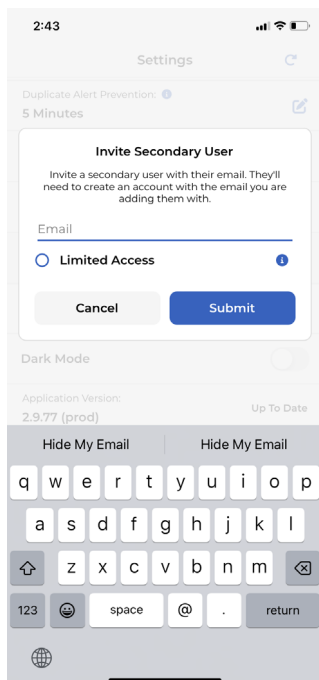 2:43
Settings
Duplicate Alert Prevention:
5 Minutes
Invite Secondary User
Invite a secondary user with their email. They'll
need to create an account with the email you are
adding them with.
Email
Limited Access
Cancel Submit
Dark Mode
Application Version:
2.9.77 (prod) Up To Date
Hide My Email Hide My Email
q w e r t y u i o p
a s d f g h j k l
z x c v b n m
123 space @ . return